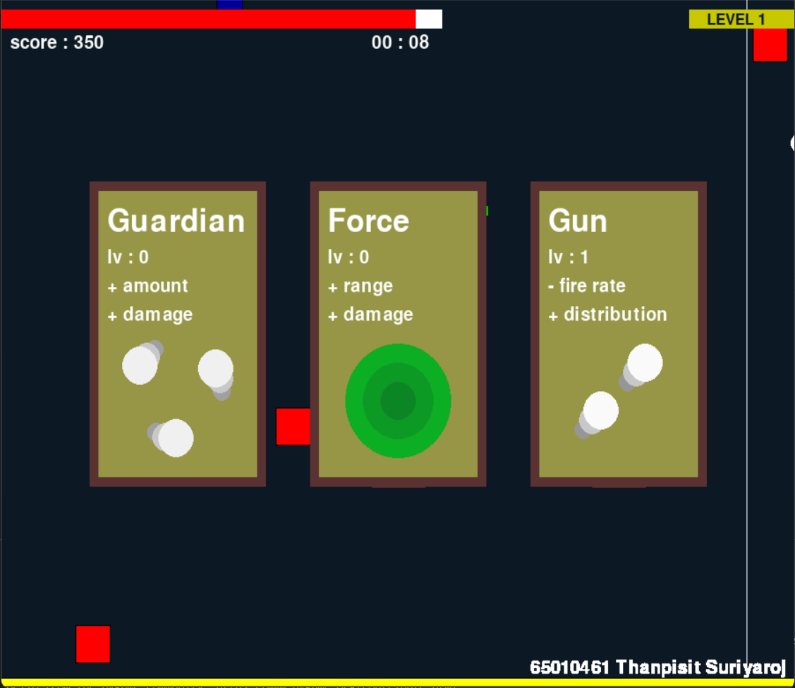 LEVEL 1
score : 350
00 : 08
Guardian
lv : 0
+ amount
+ damage
Force
lv : 0
+ range
+ damage
Gun
lv : 1
- fire rate
+ distribution
65010461 Thanpisit Suriyaroj